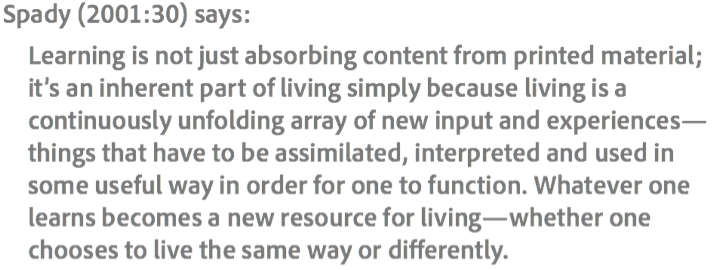 Spady (2001:30) says:
Learning is not just absorbing content from printed material;
it's an inherent part of living simply because living is a
continuously unfolding array of new input and experiences—
things that have to be assimilated, interpreted and used in
some useful way in order for one to function. Whatever one
learns becomes a new resource for living—whether one
chooses to live the same way or differently.